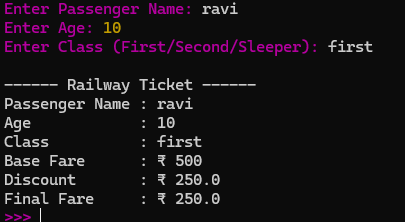 Enter Passenger Name: ravi
Enter Age: 10
Enter Class (First/Second/Sleeper): first
------ Railway Ticket ------
Passenger Name : ravi
Age            : 10
Class          : first
Base Fare      : ₹ 500
Discount       : ₹ 250.0
Final Fare     : ₹ 250.0
>>>